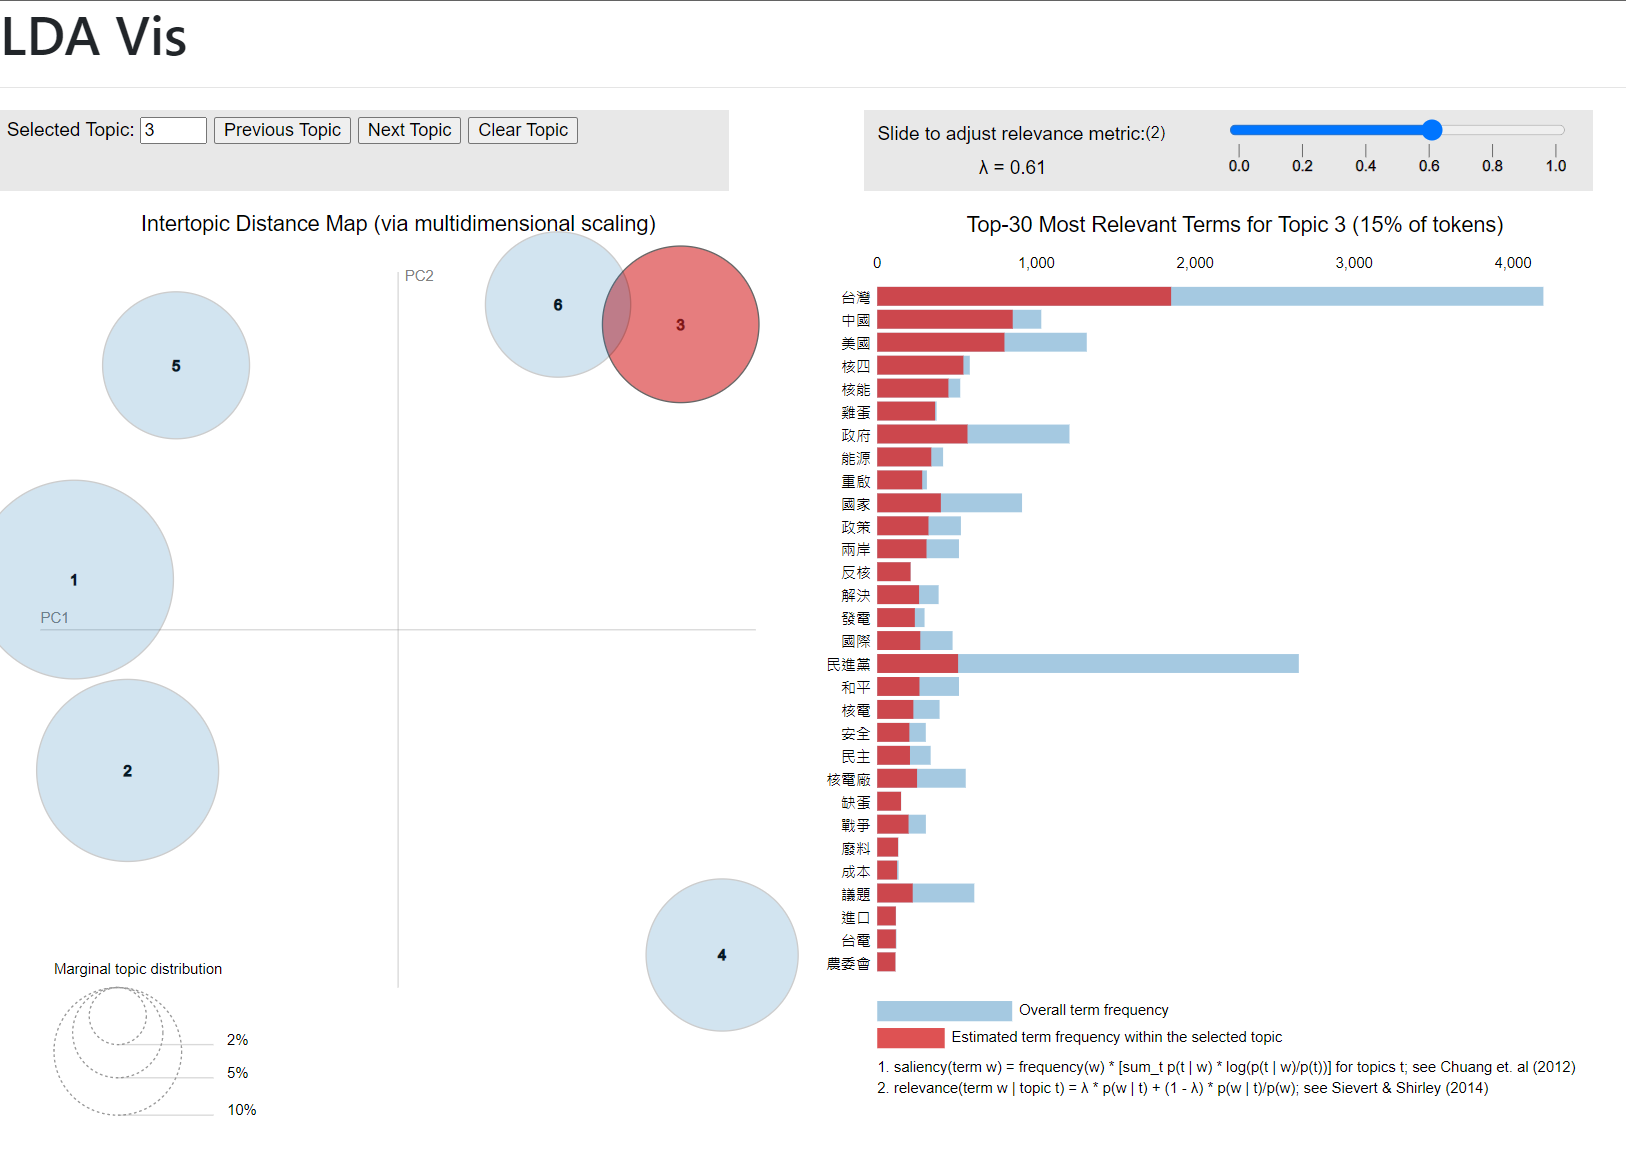 LDA Vis
Selected Topic: 3 Previous Topic Next Topic Clear Topic
Slide to adjust relevance metric:(2)
λ = 0.61
0.0 0.2 0.4 0.6 0.8 1.0
Intertopic Distance Map (via multidimensional scaling)
PC2
PC1
6
3
5
1
2
4
Marginal topic distribution
2%
5%
10%
Top-30 Most Relevant Terms for Topic 3 (15% of tokens)
0 1,000 2,000 3,000 4,000
台灣
中國
美國
核四
核能
雞蛋
政府
能源
重啟
國家
政策
兩岸
反核
解決
發電
國際
民進黨
和平
核電
安全
民主
核電廠
缺蛋
戰爭
廢料
成本
議題
進口
台電
農委會
Overall term frequency
Estimated term frequency within the selected topic
1. saliency(term w) = frequency(w) * [sum_t p(t | w) * log(p(t | w)/p(t))] for topics t; see Chuang et. al (2012)
2. relevance(term w | topic t) = λ * p(w | t) + (1 - λ) * p(w | t)/p(w); see Sievert & Shirley (2014)